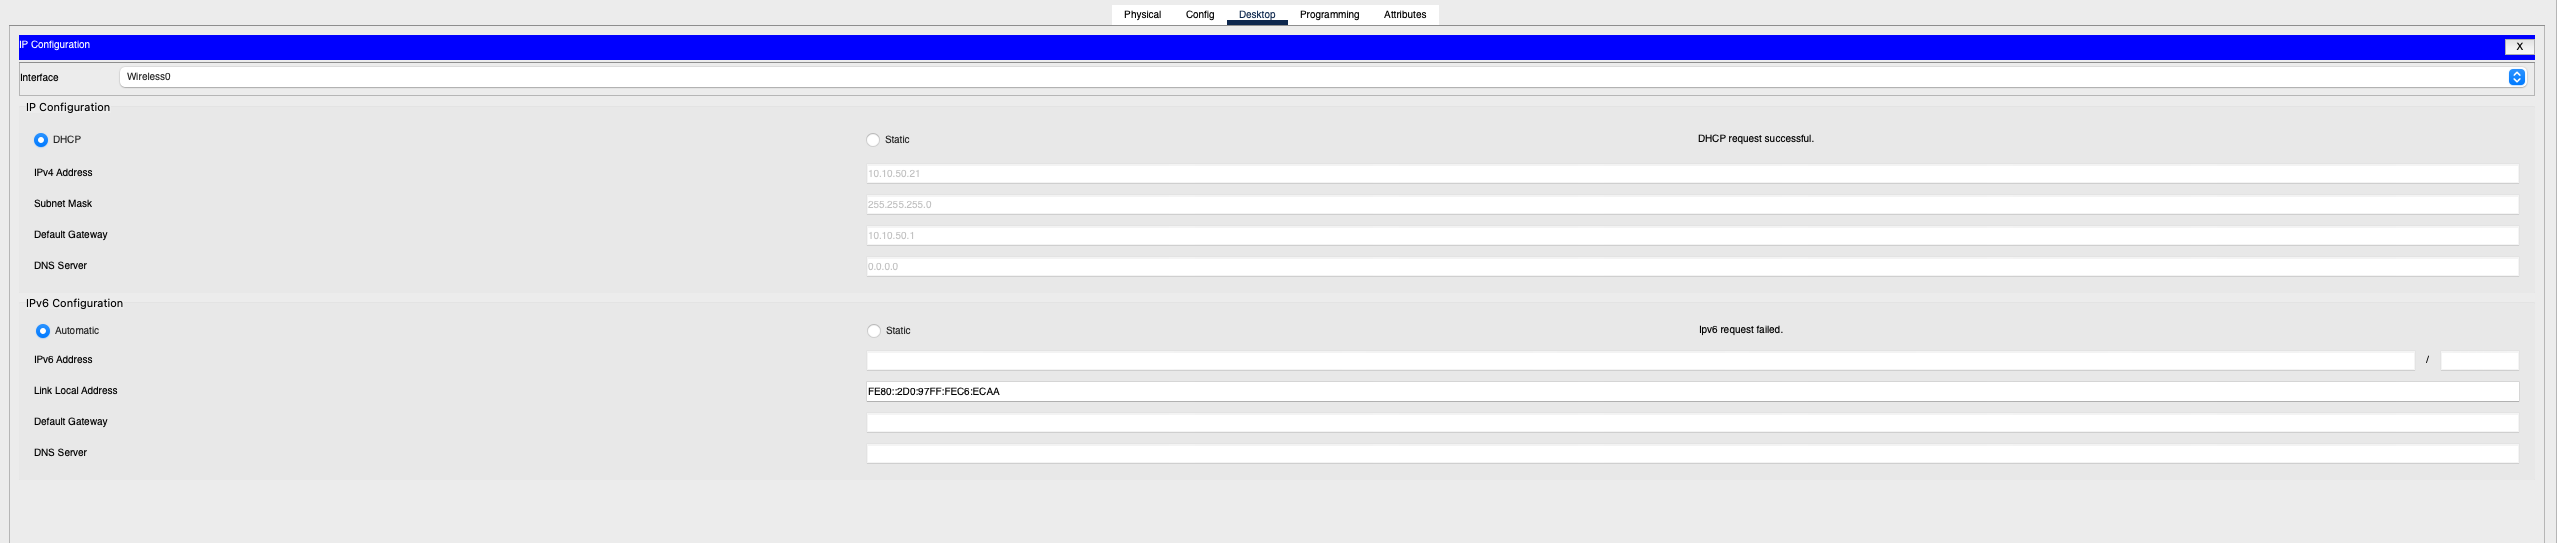 Physical Config Desktop Programming Attributes
IP Configuration X
Interface Wireless0
IP Configuration
DHCP Static DHCP request successful.
IPv4 Address 10.10.50.21
Subnet Mask 255.255.255.0
Default Gateway 10.10.50.1
DNS Server 0.0.0.0
IPv6 Configuration
Automatic Static Ipv6 request failed.
IPv6 Address /
Link Local Address FE80::2D0:97FF:FEC6:ECAA
Default Gateway
DNS Server